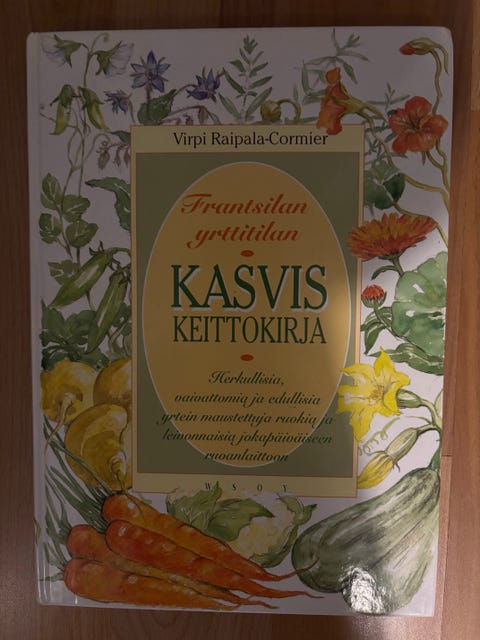 Virpi Raipala-Cormier
Frantsilan
yrttitilan
KASVIS
KEITTOKIRJA
Herkullisia,
vaivattomia ja edullisia
yrtein maustettuja ruokia ja
leivonnaisia jokapäiväiseen
ruoanlaittoon
WSOY